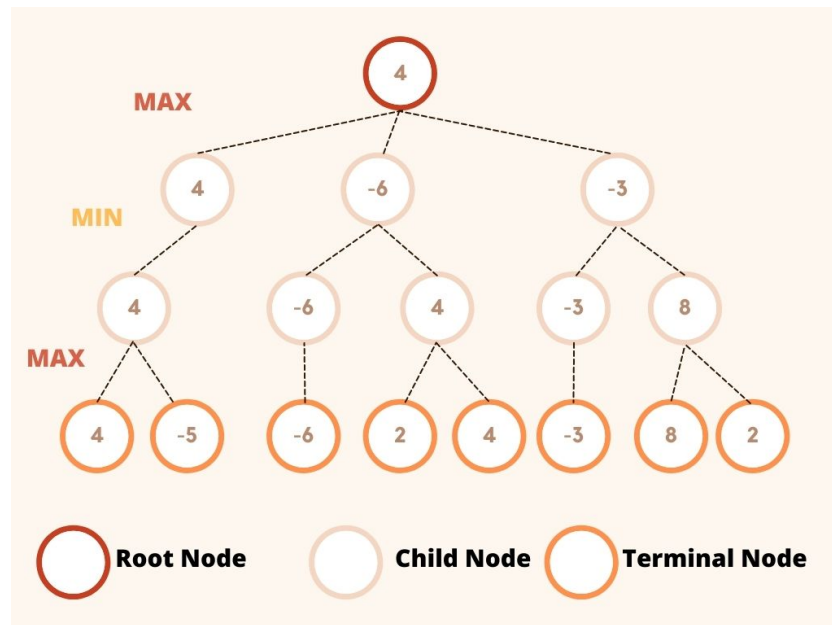 4
MAX
4 -6 -3
MIN
4 -6 4 -3 8
MAX
4 -5 -6 2 4 -3 8 2
Root Node Child Node Terminal Node